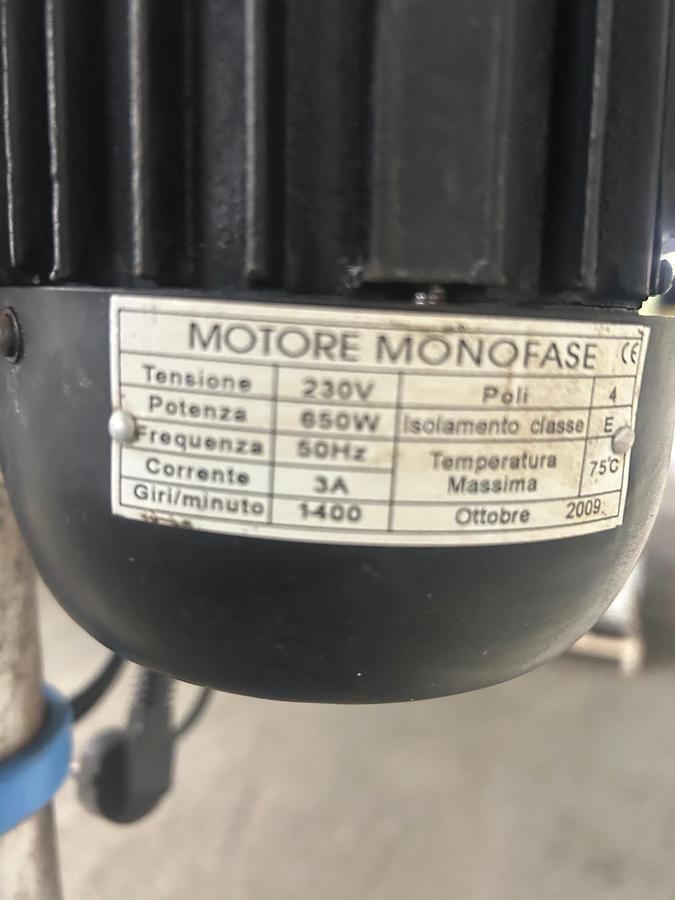 MOTORE MONOFASE CE
Tensione 230V Poli 4
Potenza 650W Isolamento classe E
Frequenza 50Hz Temperatura Massima 75°C
Corrente 3A
Giri/minuto 1400 Ottobre 2009